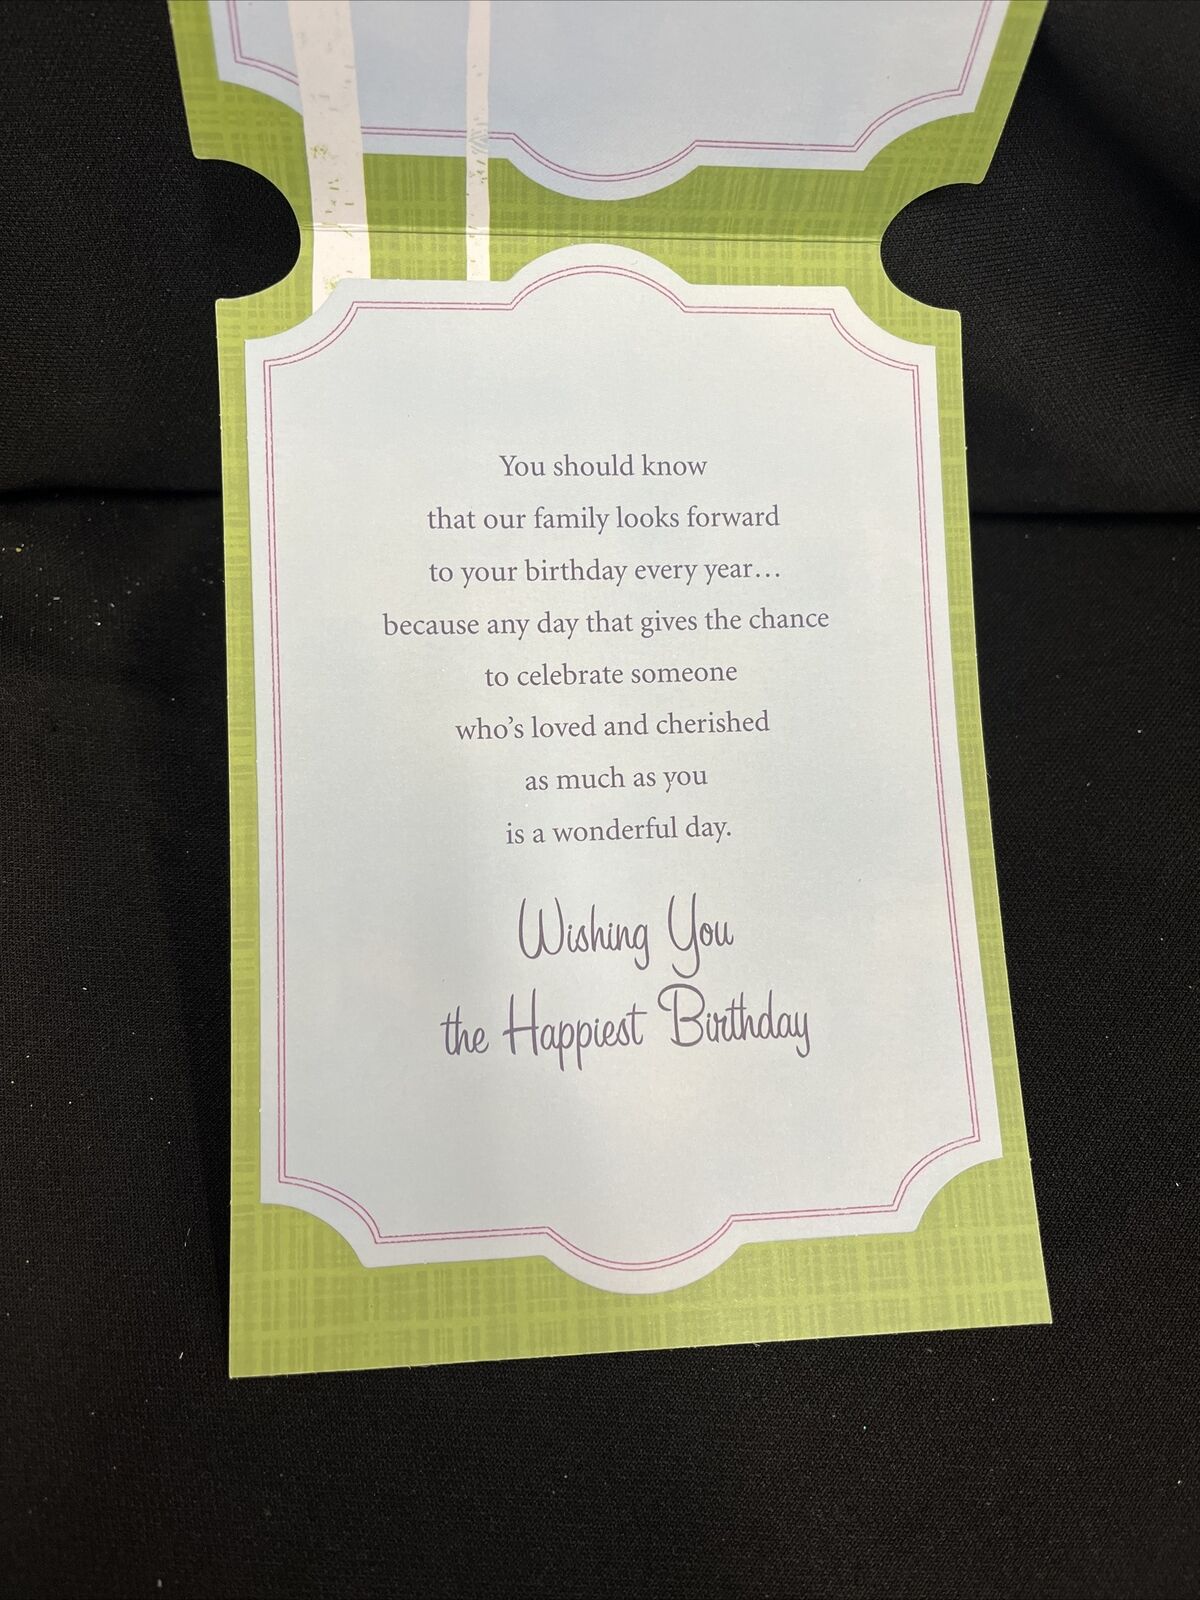 You should know
that our family looks forward
to your birthday every year...
because any day that gives the chance
to celebrate someone
who's loved and cherished
as much as you
is a wonderful day.
Wishing You
the Happiest Birthday